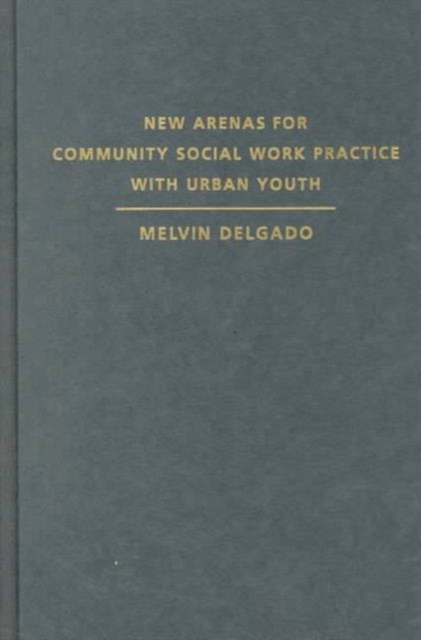 NEW ARENAS FOR
COMMUNITY SOCIAL WORK PRACTICE
WITH URBAN YOUTH
MELVIN DELGADO